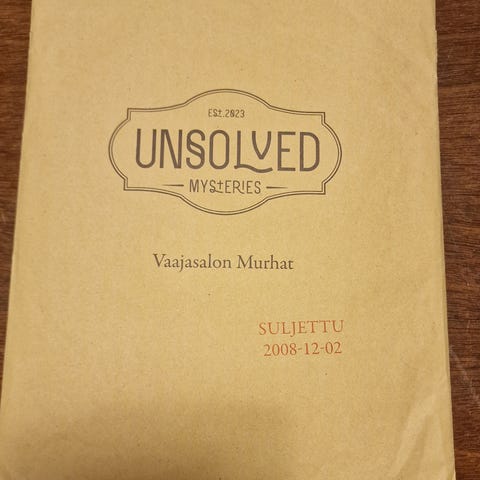 Est.2023
UNSOLVED
MYStERIES
Vaajasalon Murhat
SULJETTU
2008-12-02